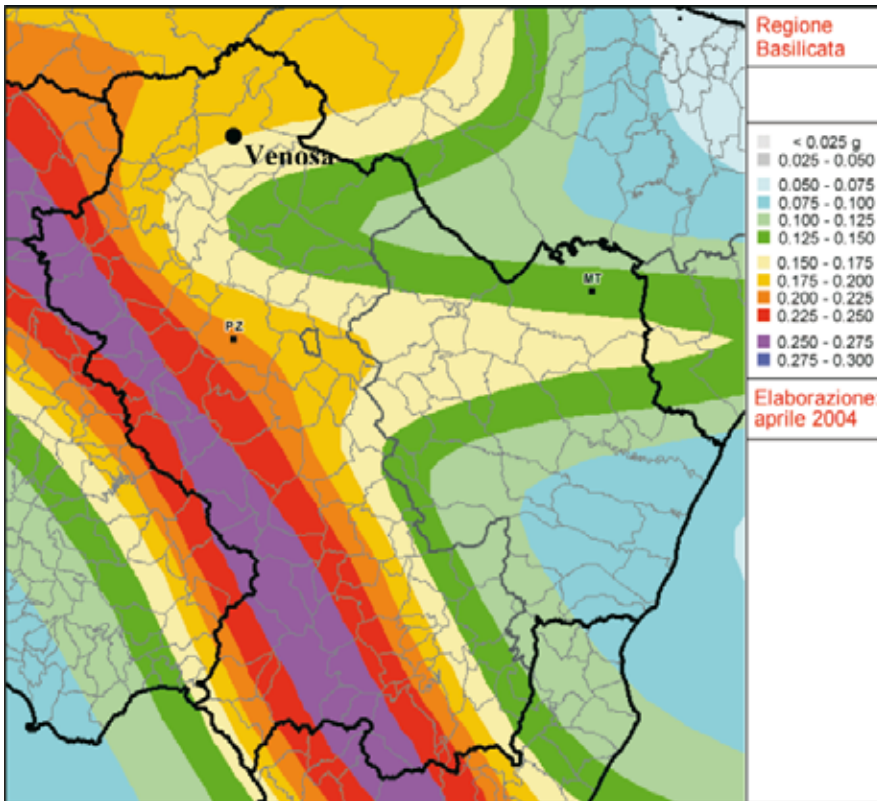 Regione
Basilicata
Venosa
PZ
MT
< 0.025 g
0.025 - 0.050
0.050 - 0.075
0.075 - 0.100
0.100 - 0.125
0.125 - 0.150
0.150 - 0.175
0.175 - 0.200
0.200 - 0.225
0.225 - 0.250
0.250 - 0.275
0.275 - 0.300
Elaborazione:
aprile 2004